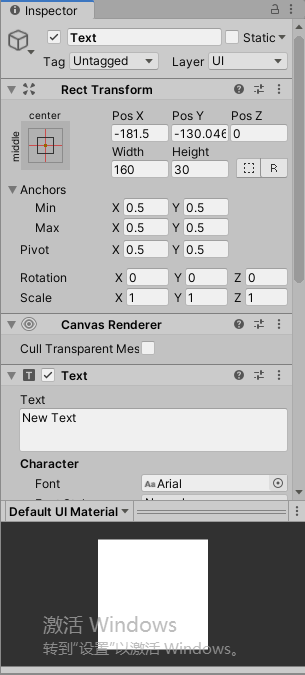 Inspector
Text
Static
Tag Untagged Layer UI
Rect Transform
center
middle
Pos X Pos Y Pos Z
-181.5 -130.046 0
Width Height
160 30
R
Anchors
Min X 0.5 Y 0.5
Max X 0.5 Y 0.5
Pivot X 0.5 Y 0.5
Rotation X 0 Y 0 Z 0
Scale X 1 Y 1 Z 1
Canvas Renderer
Cull Transparent Mes
T Text
Text
New Text
Character
Font Aa Arial
Default UI Material
激活 Windows
转到"设置"以激活 Windows。